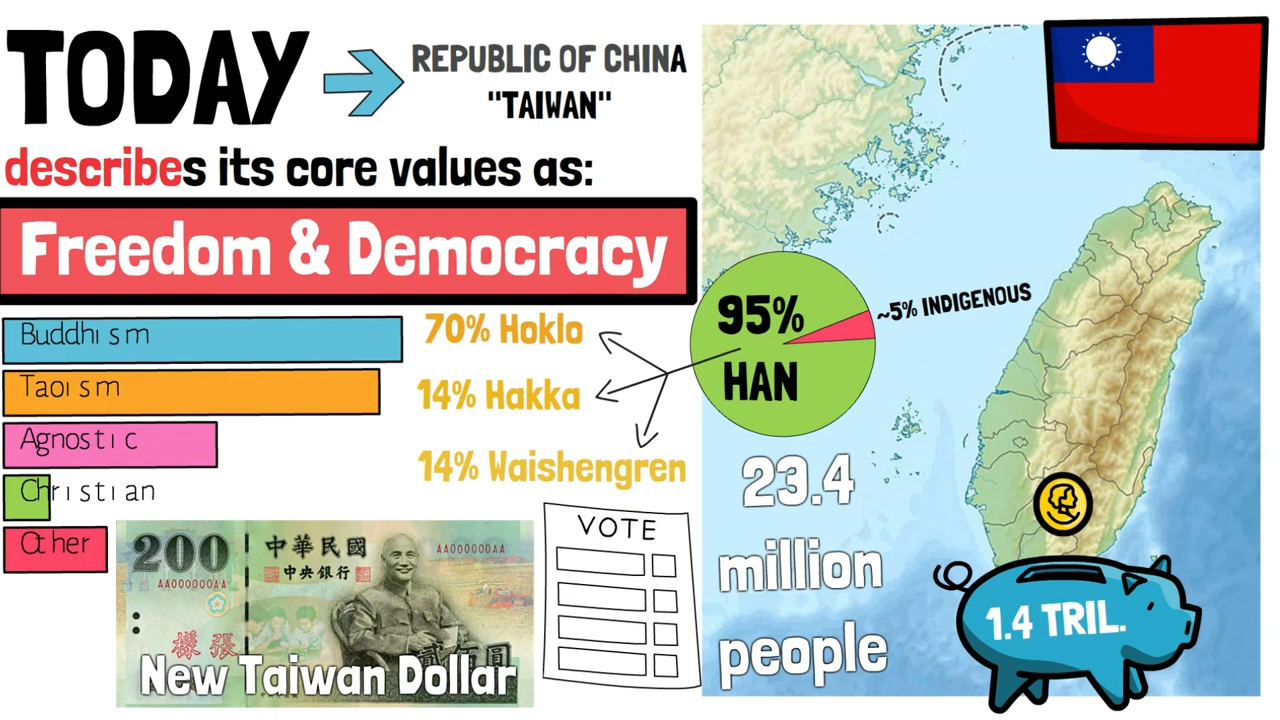 TODAY
REPUBLIC OF CHINA
"TAIWAN"
describes its core values as:
Freedom & Democracy
Buddhism
Taoism
Agnostic
Christian
Other
70% Hoklo
14% Hakka
14% Waishengren
95%
HAN
~5% INDIGENOUS
23.4
million
people
1.4 TRIL.
VOTE
200
AA000000AA
中華民國
中央銀行
AA000000AA
樣張
New Taiwan Dollar